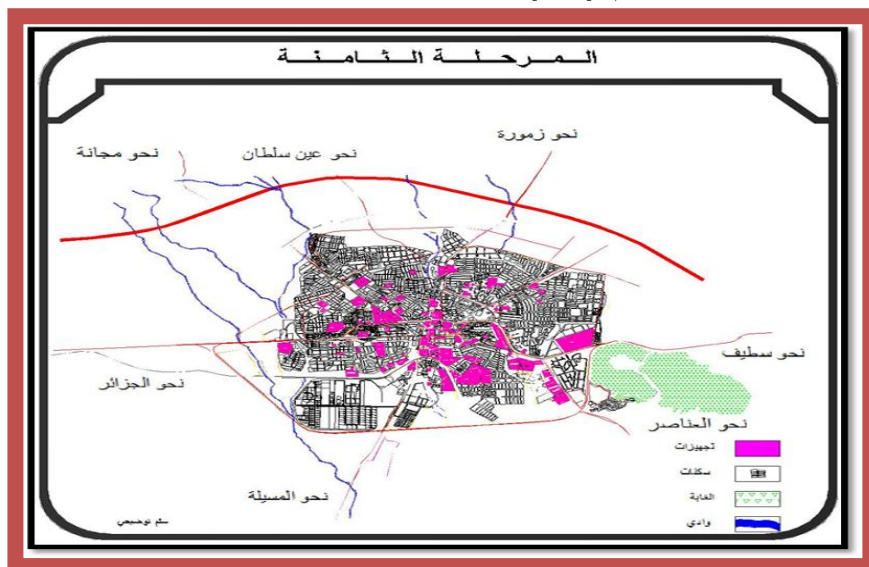 المرحلة الثامنة
نحو زمورة
نحو عين سلطان
نحو مجانة
نحو سطيف
نحو الجزائر
نحو العناصر
تجهيزات
سكنات
الغابة
وادي
نحو المسيلة
سلم توضيحي